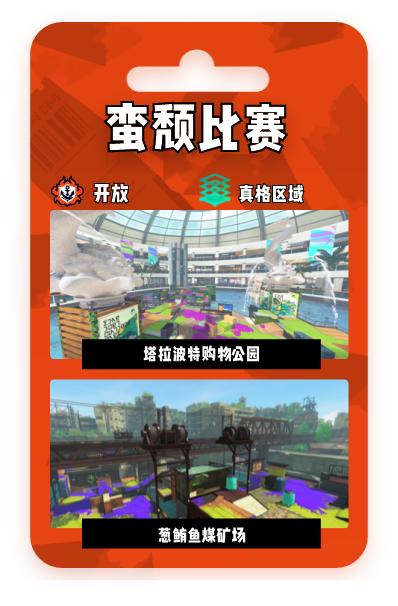 蛮颓比赛
开放
真格区域
塔拉波特购物公园
葱鲔鱼煤矿场